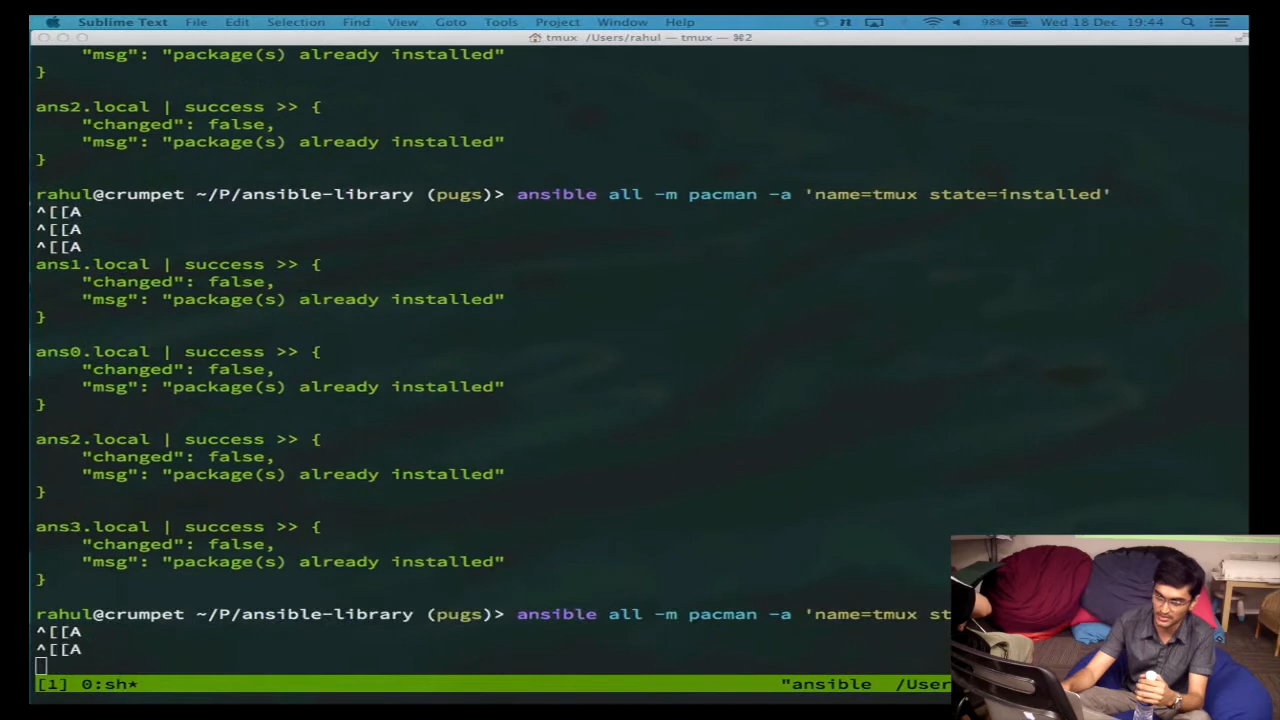 Sublime Text File Edit Selection Find View Goto Tools Project Window Help 98% Wed 18 Dec 19:44
tmux /Users/rahul — tmux — ⌘2
"msg": "package(s) already installed"
}
ans2.local | success >> {
"changed": false,
"msg": "package(s) already installed"
}
rahul@crumpet ~/P/ansible-library (pugs)> ansible all -m pacman -a 'name=tmux state=installed'
^[[A
^[[A
^[[A
ans1.local | success >> {
"changed": false,
"msg": "package(s) already installed"
}
ans0.local | success >> {
"changed": false,
"msg": "package(s) already installed"
}
ans2.local | success >> {
"changed": false,
"msg": "package(s) already installed"
}
ans3.local | success >> {
"changed": false,
"msg": "package(s) already installed"
}
rahul@crumpet ~/P/ansible-library (pugs)> ansible all -m pacman -a 'name=tmux st
^[[A
^[[A
[1] 0:sh* "ansible /User